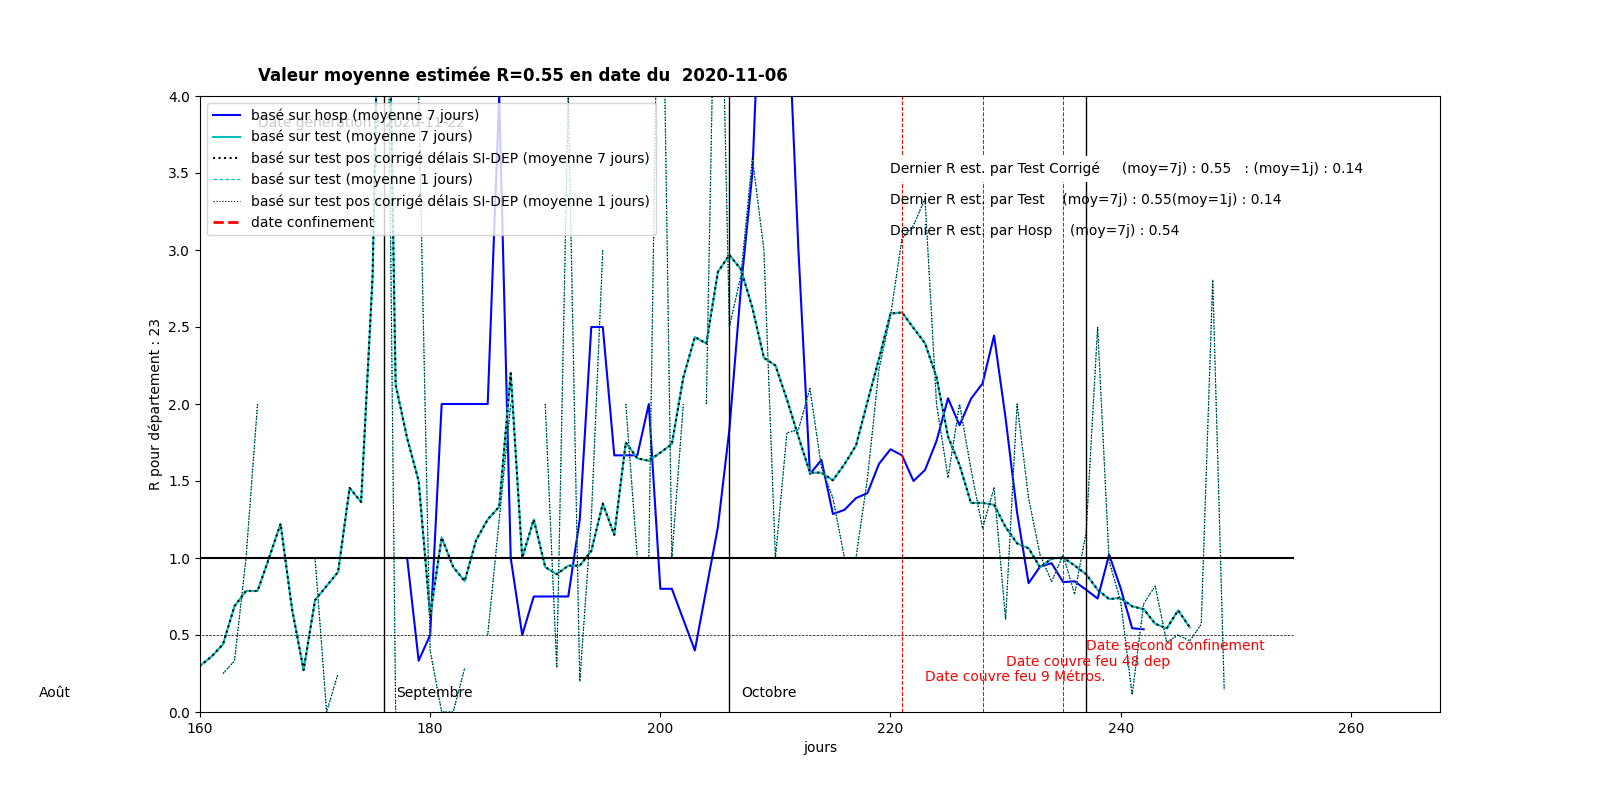 Valeur moyenne estimée R=0.55 en date du  2020-11-06
4.0
3.5
3.0
2.5
2.0
1.5
1.0
0.5
0.0
R pour département : 23
basé sur hosp (moyenne 7 jours)
Date génération : 2020-11-22
basé sur test (moyenne 7 jours)
basé sur test pos corrigé délais SI-DEP (moyenne 7 jours)
basé sur test (moyenne 1 jours)
basé sur test pos corrigé délais SI-DEP (moyenne 1 jours)
date confinement
Dernier R est. par Test Corrigé     (moy=7j) : 0.55   : (moy=1j) : 0.14
Dernier R est. par Test    (moy=7j) : 0.55(moy=1j) : 0.14
Dernier R est. par Hosp    (moy=7j) : 0.54
Date second confinement
Date couvre feu 48 dep
Date couvre feu 9 Métros.
Août
Septembre
Octobre
160
180
200
220
240
260
jours